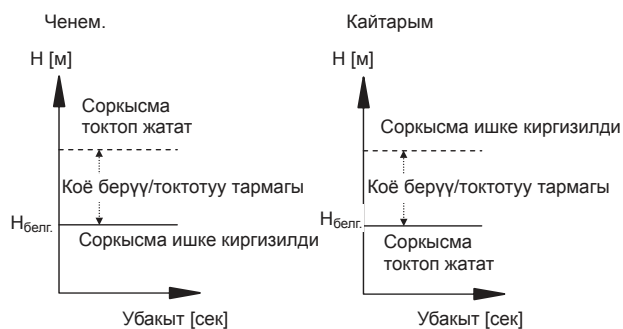 Ченем.
H [м]
Соркысма
токтоп жатат
Коё берүү/токтотуу тармагы
Hбелг.
Соркысма ишке киргизилди
Убакыт [сек]
Кайтарым
H [м]
Соркысма ишке киргизилди
Коё берүү/токтотуу тармагы
Hбелг.
Соркысма
токтоп жатат
Убакыт [сек]